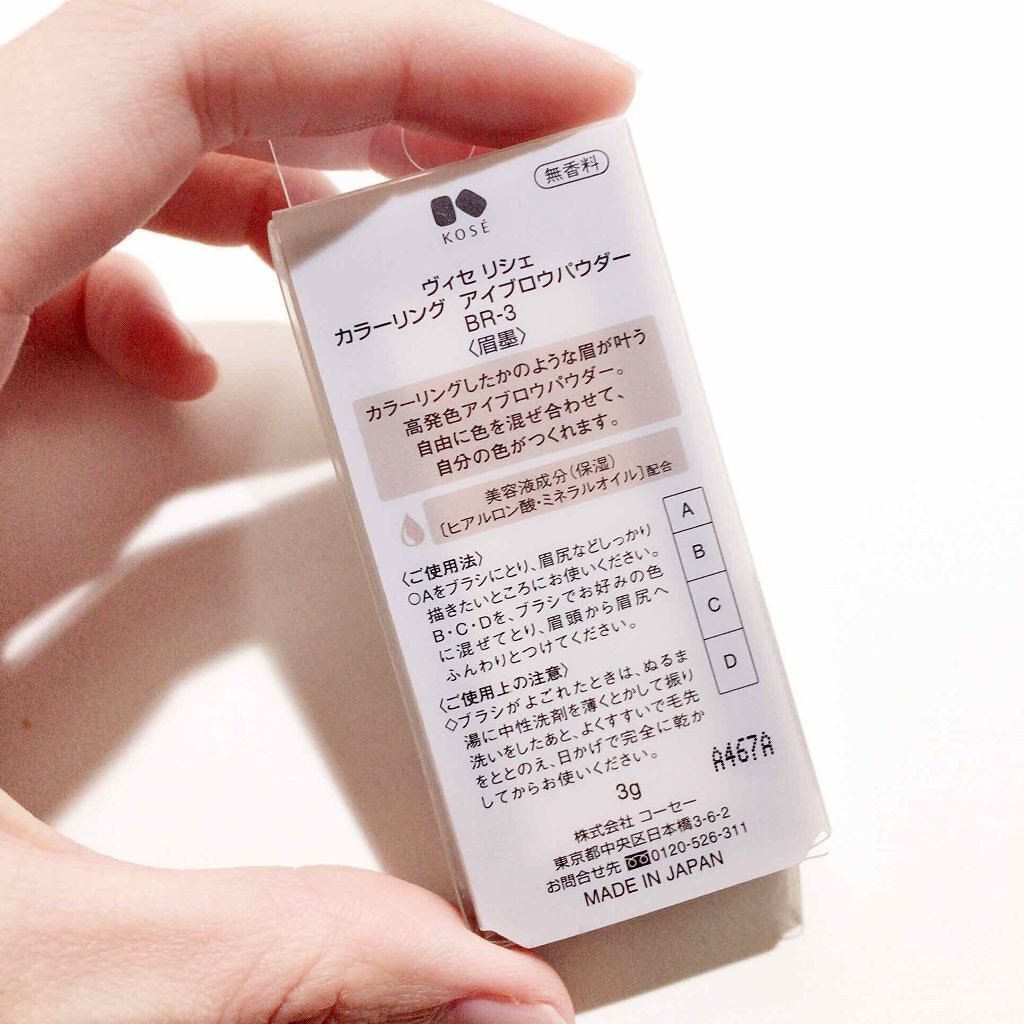 無香料
KOSÉ
ヴィセ リシェ
カラーリング アイブロウパウダー
BR-3
〈眉墨〉
カラーリングしたかのような眉が叶う
高発色アイブロウパウダー。
自由に色を混ぜ合わせて、
自分の色がつくれます。
美容液成分(保湿)
〔ヒアルロン酸・ミネラルオイル〕配合
〈ご使用法〉
○Aをブラシにとり、眉尻などしっかり
描きたいところにお使いください。
B・C・Dを、ブラシでお好みの色
に混ぜてとり、眉頭から眉尻へ
ふんわりとつけてください。
A
B
C
D
〈ご使用上の注意〉
◇ブラシがよごれたときは、ぬるま
湯に中性洗剤を薄くとかして振り
洗いをしたあと、よくすすいで毛先
をととのえ、日かげで完全に乾か
してからお使いください。
A467A
3g
株式会社 コーセー
東京都中央区日本橋3-6-2
お問合せ先 0120-526-311
MADE IN JAPAN